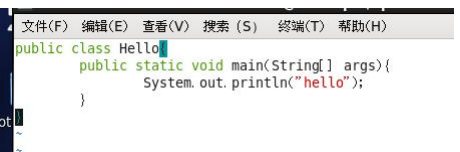 文件(F) 编辑(E) 查看(V) 搜索 (S) 终端(T) 帮助(H)
public class Hello{
        public static void main(String[] args){
                System.out.println("hello");
        }
ot
}
~
~